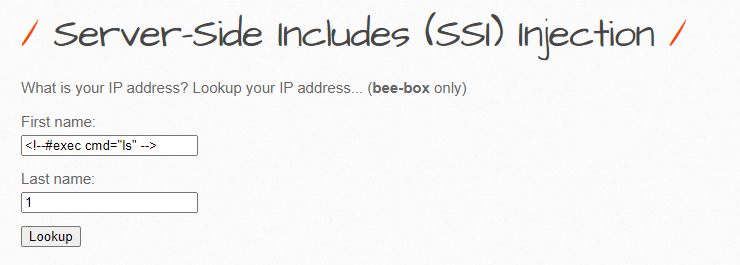 / Server-Side Includes (SSI) Injection /
What is your IP address? Lookup your IP address... (bee-box only)
First name:
<!--#exec cmd="ls" -->
Last name:
1
Lookup